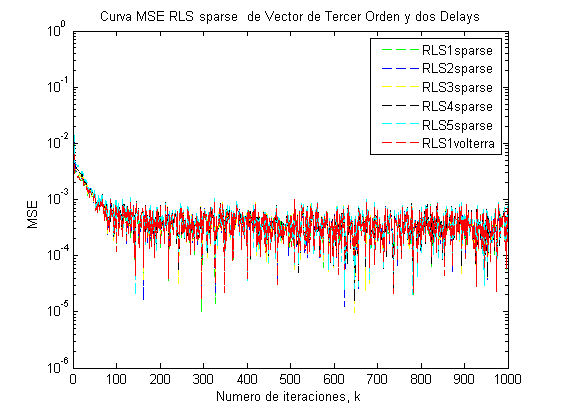 Curva MSE RLS sparse  de Vector de Tercer Orden y dos Delays
10^0
10^-1
10^-2
10^-3
10^-4
10^-5
10^-6
MSE
RLS1sparse
RLS2sparse
RLS3sparse
RLS4sparse
RLS5sparse
RLS1volterra
0 100 200 300 400 500 600 700 800 900 1000
Numero de iteraciones, k